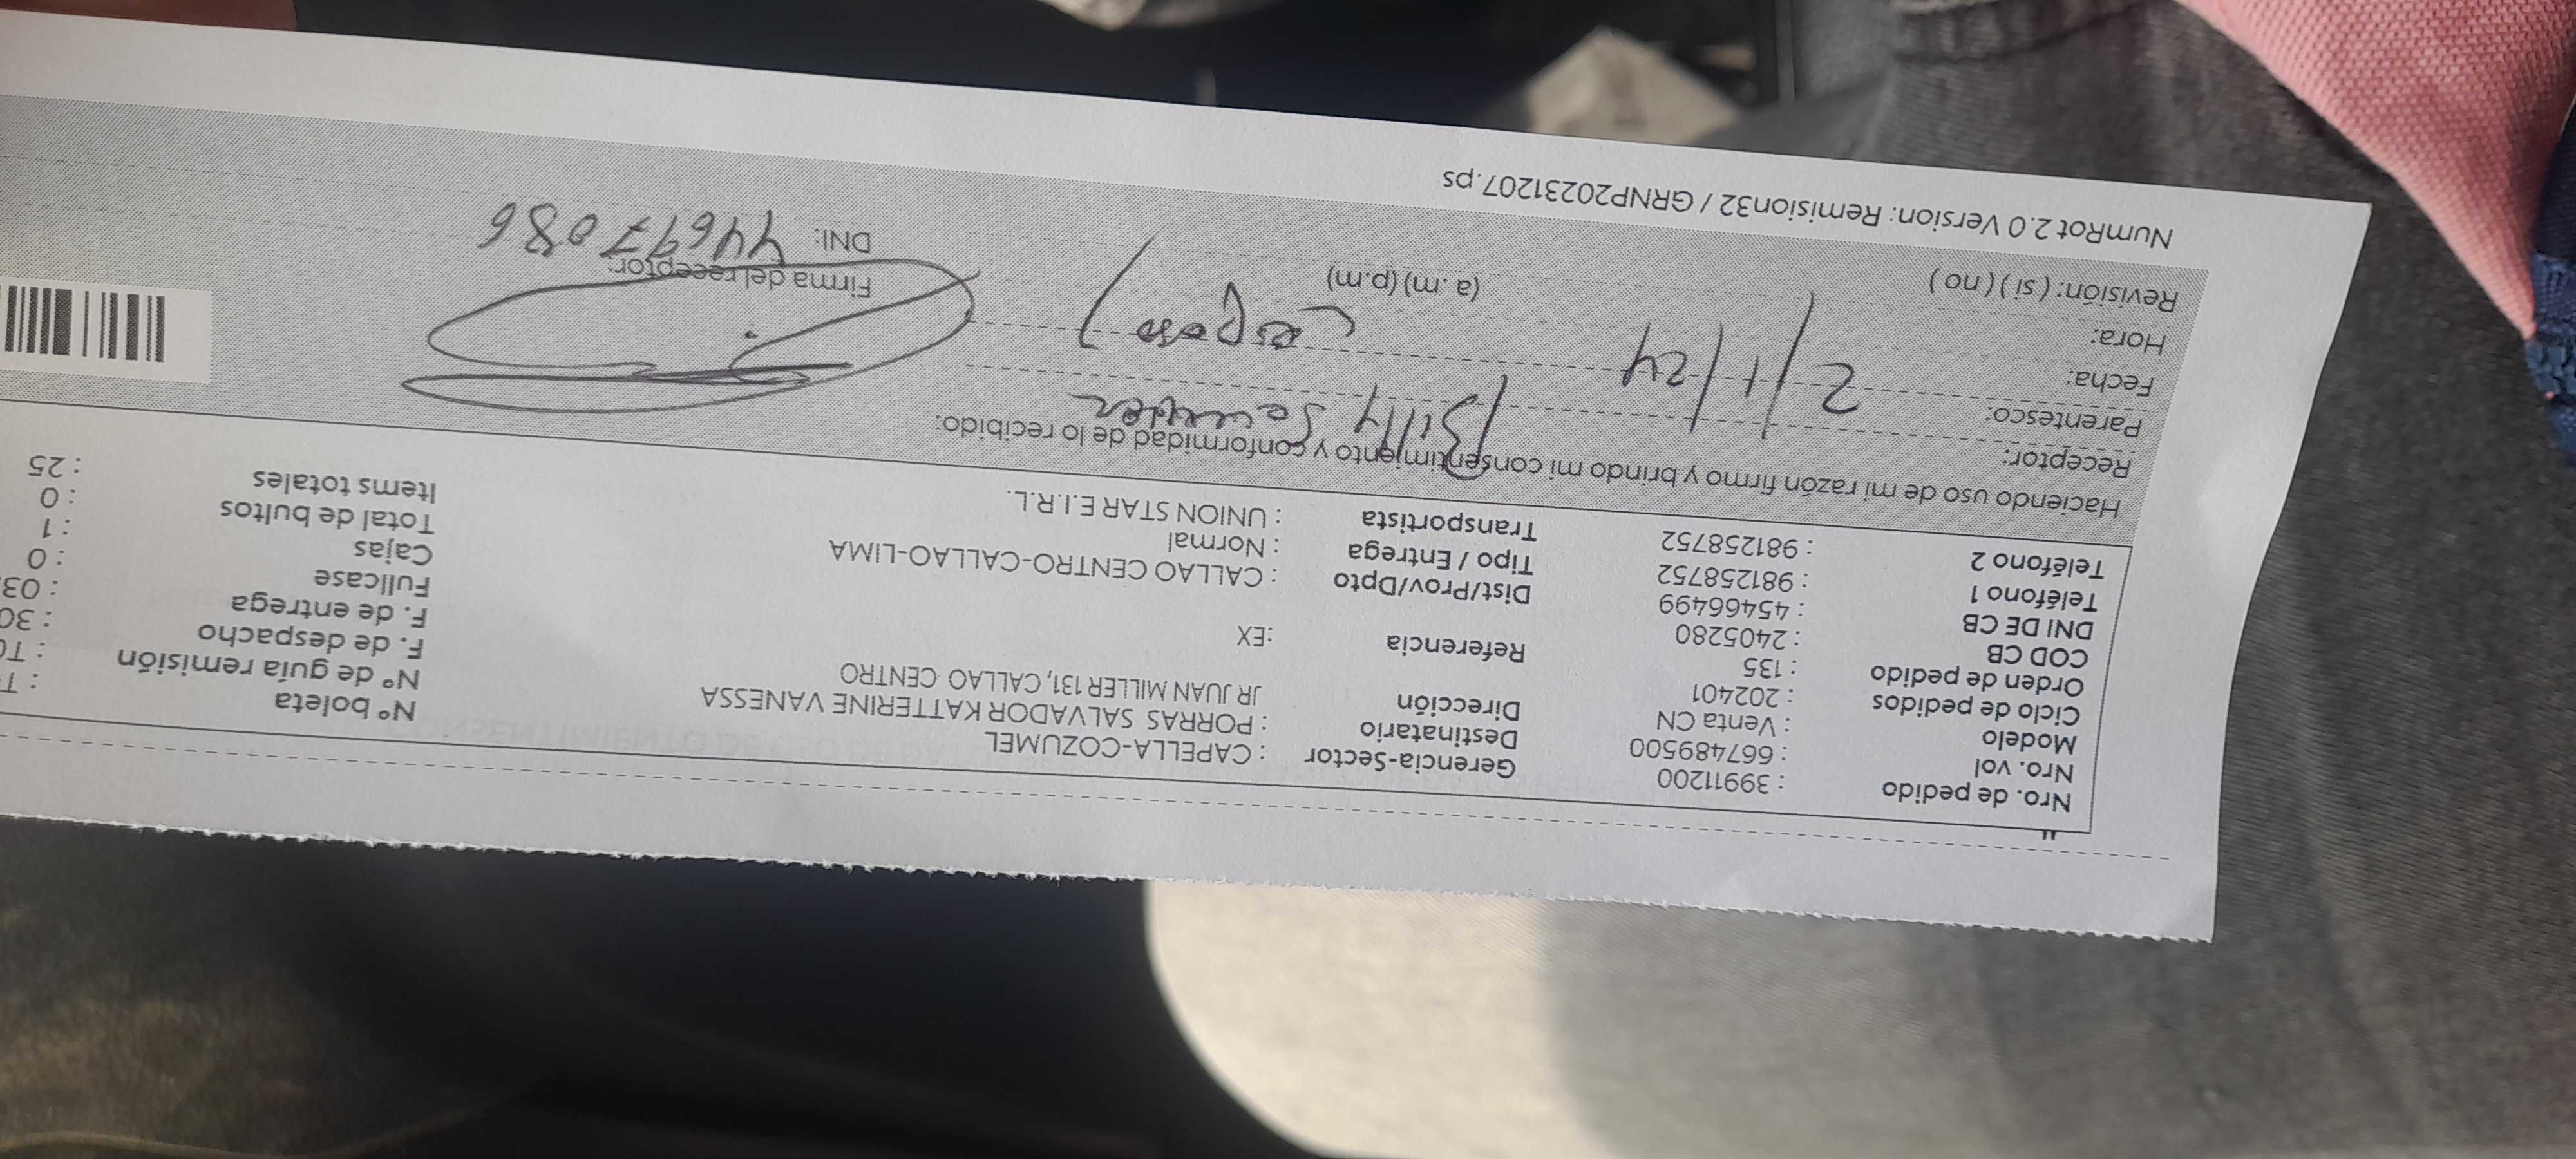 Nro. de pedido : 39911200 Gerencia-Sector : CAPELLA-COZUMEL
Nro. vol : 667489500 Destinatario : PORRAS SALVADOR KATTERINE VANESSA Nº boleta : T
Modelo : Venta CN Dirección JR JUAN MILLER 131, CALLAO CENTRO Nº de guía remisión : T0
Ciclo de pedidos : 202401 F. de despacho : 30
Orden de pedido : 135 Referencia :EX F. de entrega : 03
COD CB : 2405280 Fullcase : 0
DNI DE CB : 45466499 Dist/Prov/Dpto : CALLAO CENTRO-CALLAO-LIMA Cajas : 1
Teléfono 1 : 981258752 Tipo / Entrega : Normal Total de bultos : 0
Teléfono 2 : 981258752 Transportista : UNION STAR E.I.R.L. Items totales : 25
Haciendo uso de mi razón firmo y brindo mi consentimiento y conformidad de lo recibido:
Receptor: Billy
Parentesco: (esposo)
Fecha: 2/1/24
Hora: (a.m) (p.m) Firma del receptor:
Revisión: ( si ) ( no ) DNI: 44697086
NumRot 2.0 Version: Remision32 / GRNP20231207.ps